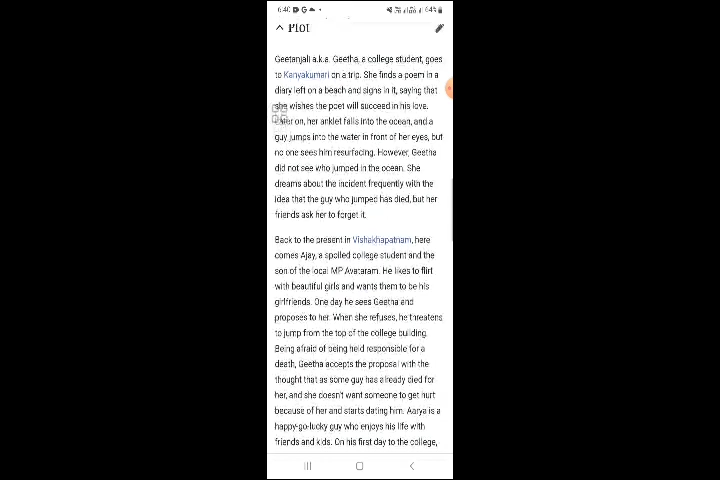 6:40
64%
Plot
Geetanjali a.k.a. Geetha, a college student, goes
to Kanyakumari on a trip. She finds a poem in a
diary left on a beach and signs in it, saying that
she wishes the poet will succeed in his love.
Later on, her anklet falls into the ocean, and a
guy jumps into the water in front of her eyes, but
no one sees him resurfacing. However, Geetha
did not see who jumped in the ocean. She
dreams about the incident frequently with the
idea that the guy who jumped has died, but her
friends ask her to forget it.
Back to the present in Vishakhapatnam, here
comes Ajay, a spoiled college student and the
son of the local MP Avataram. He likes to flirt
with beautiful girls and wants them to be his
girlfriends. One day he sees Geetha and
proposes to her. When she refuses, he threatens
to jump from the top of the college building.
Being afraid of being held responsible for a
death, Geetha accepts the proposal with the
thought that as some guy has already died for
her, and she doesn't want someone to get hurt
because of her and starts dating him. Aarya is a
happy-go-lucky guy who enjoys his life with
friends and kids. On his first day to the college,